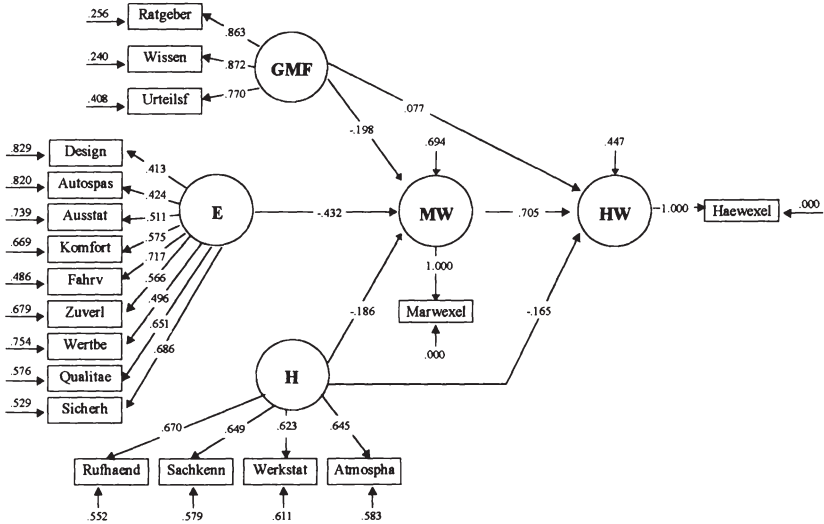 .256 Ratgeber .863
.240 Wissen .872 GMF
.408 Urteilsf .770 .077
-.198
.829 Design .413 .694 .447
.820 Autospas .424
.739 Ausstat .511 E -.432 MW .705 HW 1.000 Haewexel .000
.669 Komfort .575
.486 Fahrv .717 1.000
.679 Zuverl .566 -.186 Marwexel -.165
.754 Wertbe .496 .000
.576 Qualitae .651
.529 Sicherh .686 H
.670 .649 .623 .645
Rufhaend Sachkenn Werkstat Atmospha
.552 .579 .611 .583